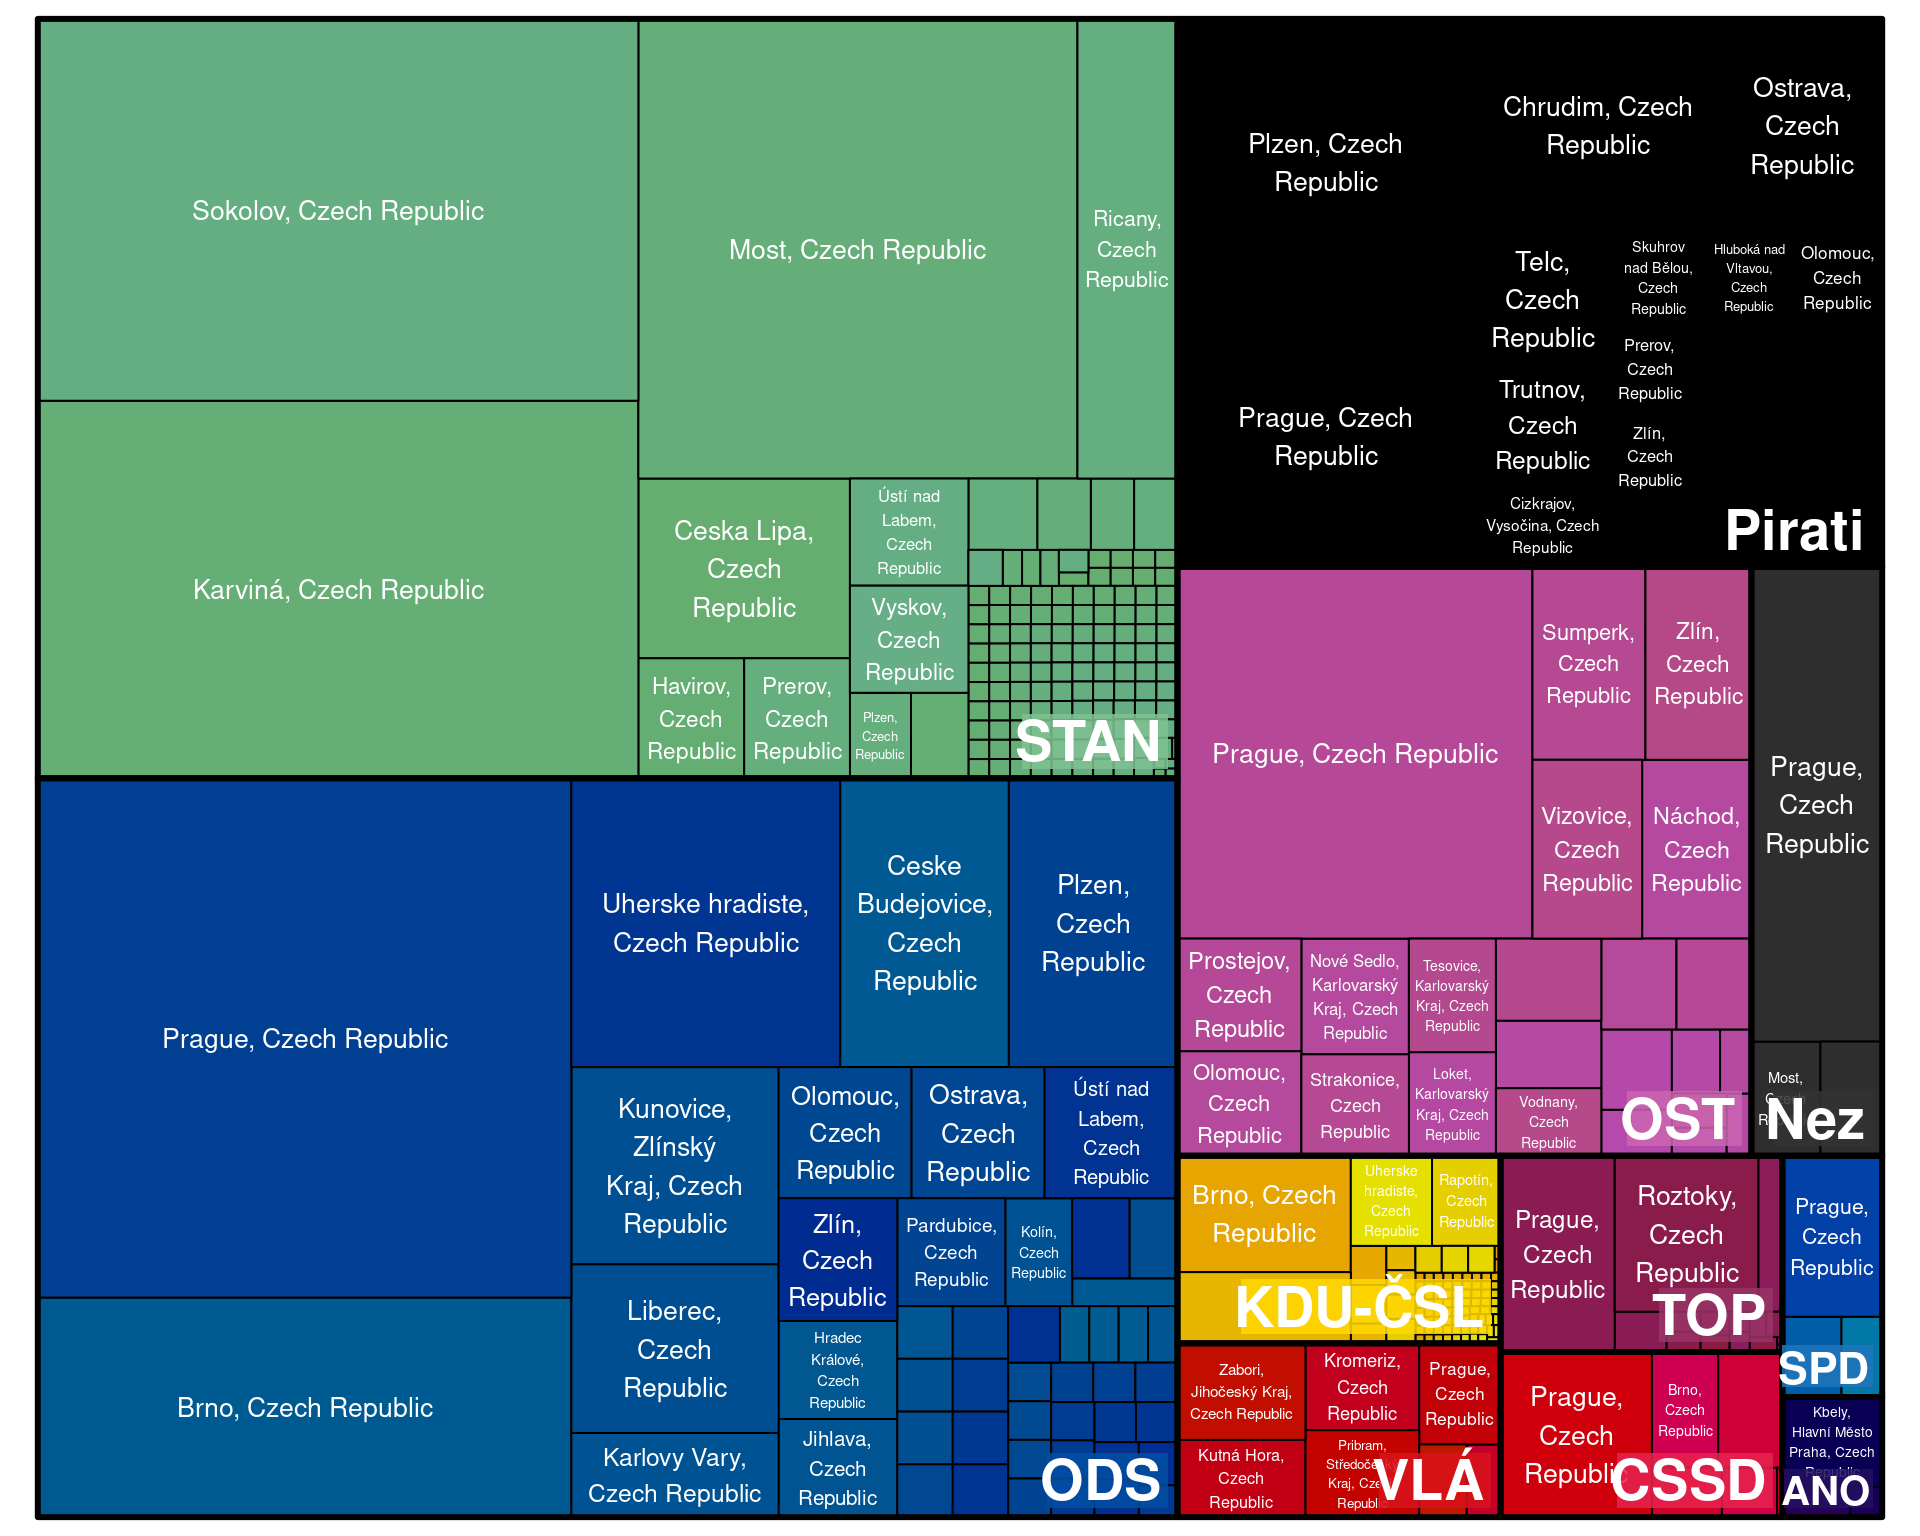 Sokolov, Czech Republic
Karviná, Czech Republic
Most, Czech Republic
Ricany,
Czech
Republic
Ceska Lipa,
Czech
Republic
Ústí nad
Labem,
Czech
Republic
Vyskov,
Czech
Republic
Havirov,
Czech
Republic
Prerov,
Czech
Republic
Plzen,
Czech
Republic
STAN
Plzen, Czech
Republic
Chrudim, Czech
Republic
Ostrava,
Czech
Republic
Prague, Czech
Republic
Telc,
Czech
Republic
Skuhrov
nad Bělou,
Czech
Republic
Hluboká nad
Vltavou,
Czech
Republic
Olomouc,
Czech
Republic
Prerov,
Czech
Republic
Trutnov,
Czech
Republic
Zlín,
Czech
Republic
Cizkrajov,
Vysočina, Czech
Republic
Pirati
Prague, Czech Republic
Brno, Czech Republic
Uherske hradiste,
Czech Republic
Ceske
Budejovice,
Czech
Republic
Plzen,
Czech
Republic
Kunovice,
Zlínský
Kraj, Czech
Republic
Olomouc,
Czech
Republic
Ostrava,
Czech
Republic
Ústí nad
Labem,
Czech
Republic
Zlín,
Czech
Republic
Pardubice,
Czech
Republic
Kolín,
Czech
Republic
Liberec,
Czech
Republic
Hradec
Králové,
Czech
Republic
Karlovy Vary,
Czech Republic
Jihlava,
Czech
Republic
ODS
Prague, Czech Republic
Sumperk,
Czech
Republic
Zlín,
Czech
Republic
Vizovice,
Czech
Republic
Náchod,
Czech
Republic
Prostejov,
Czech
Republic
Nové Sedlo,
Karlovarský
Kraj, Czech
Republic
Tesovice,
Karlovarský
Kraj, Czech
Republic
Olomouc,
Czech
Republic
Strakonice,
Czech
Republic
Loket,
Karlovarský
Kraj, Czech
Republic
Vodnany,
Czech
Republic
OST
Prague,
Czech
Republic
Most,
Nez
Brno, Czech
Republic
Uherske
hradiste,
Czech
Republic
Rapotín,
Czech
Republic
KDU-ČSL
Prague,
Czech
Republic
Roztoky,
Czech
Republic
TOP
Prague,
Czech
Republic
SPD
Zabori,
Jihočeský Kraj,
Czech Republic
Kromeriz,
Czech
Republic
Prague,
Czech
Republic
Kutná Hora,
Czech
Republic
Pribram,
Středočeský
Kraj, Czech
Republic
VLÁ
Prague,
Czech
Republic
Brno,
Czech
Republic
CSSD
Kbely,
Hlavní Město
Praha, Czech
Republic
ANO